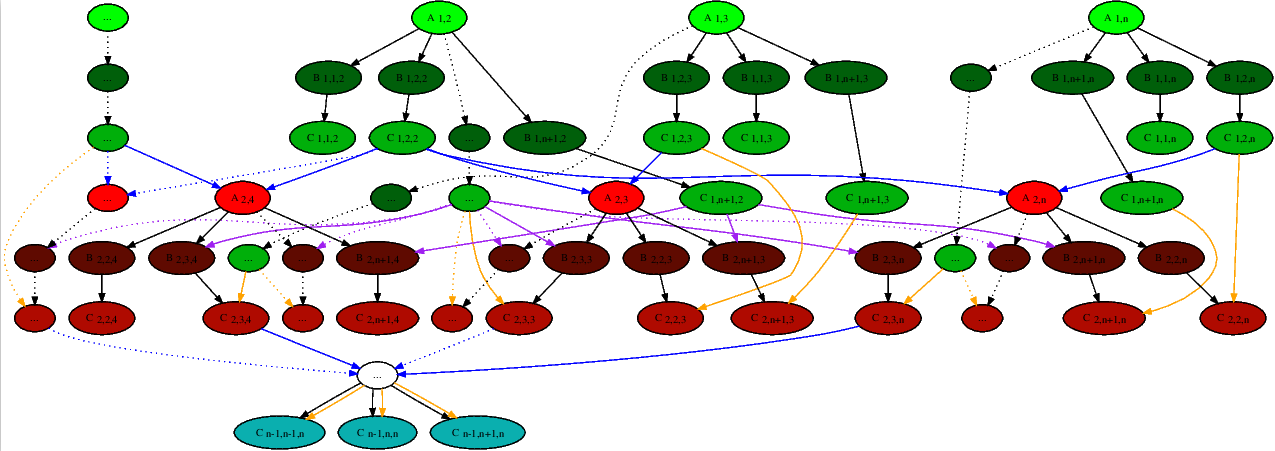 ... A 1,2 A 1,3 A 1,n
... B 1,1,2 B 1,2,2 B 1,2,3 B 1,1,3 B 1,n+1,3 ... B 1,n+1,n B 1,1,n B 1,2,n
... C 1,1,2 C 1,2,2 ... B 1,n+1,2 C 1,2,3 C 1,1,3 C 1,1,n C 1,2,n
... A 2,4 ... ... A 2,3 C 1,n+1,2 C 1,n+1,3 A 2,n C 1,n+1,n
... B 2,2,4 B 2,3,4 ... ... B 2,n+1,4 ... B 2,3,3 B 2,2,3 B 2,n+1,3 B 2,3,n ... ... B 2,n+1,n B 2,2,n
... C 2,2,4 C 2,3,4 ... C 2,n+1,4 ... C 2,3,3 C 2,2,3 C 2,n+1,3 C 2,3,n ... C 2,n+1,n C 2,2,n
...
C n-1,n-1,n C n-1,n,n C n-1,n+1,n